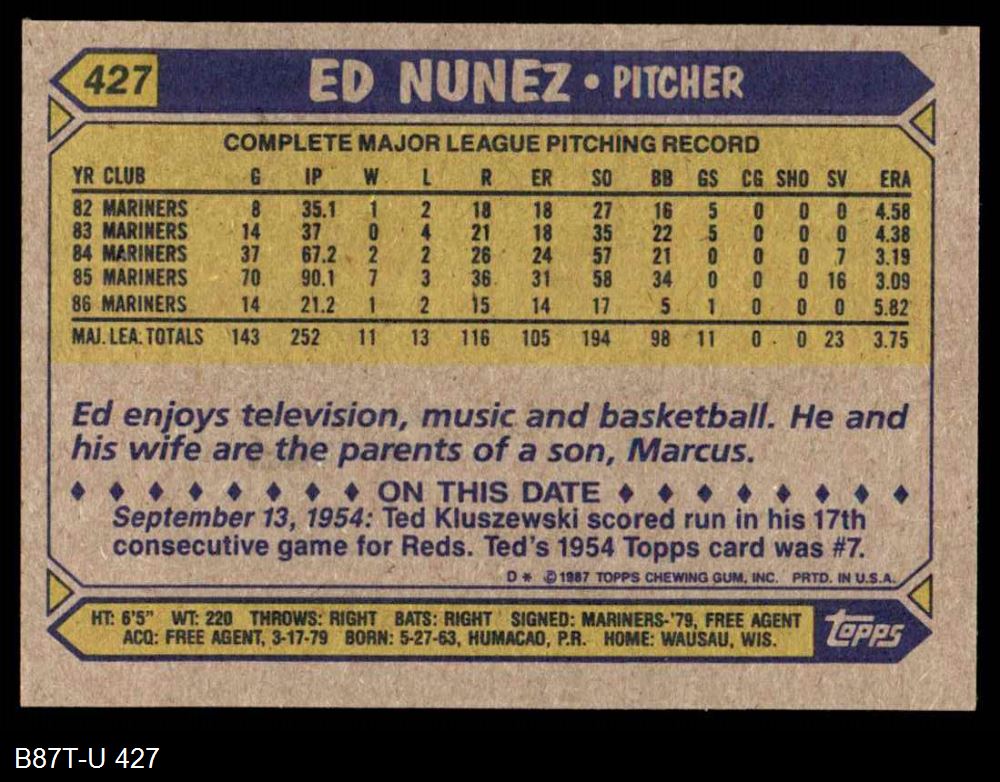 427 ED NUNEZ • PITCHER
COMPLETE MAJOR LEAGUE PITCHING RECORD
YR CLUB G IP W L R ER SO BB GS CG SHO SV ERA
82 MARINERS 8 35.1 1 2 18 18 27 16 5 0 0 0 4.58
83 MARINERS 14 37 0 4 21 18 35 22 5 0 0 0 4.38
84 MARINERS 37 67.2 2 2 26 24 57 21 0 0 0 7 3.19
85 MARINERS 70 90.1 7 3 36 31 58 34 0 0 0 16 3.09
86 MARINERS 14 21.2 1 2 15 14 17 5 1 0 0 0 5.82
MAJ. LEA. TOTALS 143 252 11 13 116 105 194 98 11 0 0 23 3.75
Ed enjoys television, music and basketball. He and
his wife are the parents of a son, Marcus.
♦ ♦ ♦ ♦ ♦ ♦ ♦ ♦ ON THIS DATE ♦ ♦ ♦ ♦ ♦ ♦ ♦ ♦
September 13, 1954: Ted Kluszewski scored run in his 17th
consecutive game for Reds. Ted's 1954 Topps card was #7.
D* ©1987 TOPPS CHEWING GUM, INC. PRTD. IN U.S.A.
HT: 6'5" WT: 220 THROWS: RIGHT BATS: RIGHT SIGNED: MARINERS-'79, FREE AGENT
ACQ: FREE AGENT, 3-17-79 BORN: 5-27-63, HUMACAO, P.R. HOME: WAUSAU, WIS.
topps
B87T-U 427